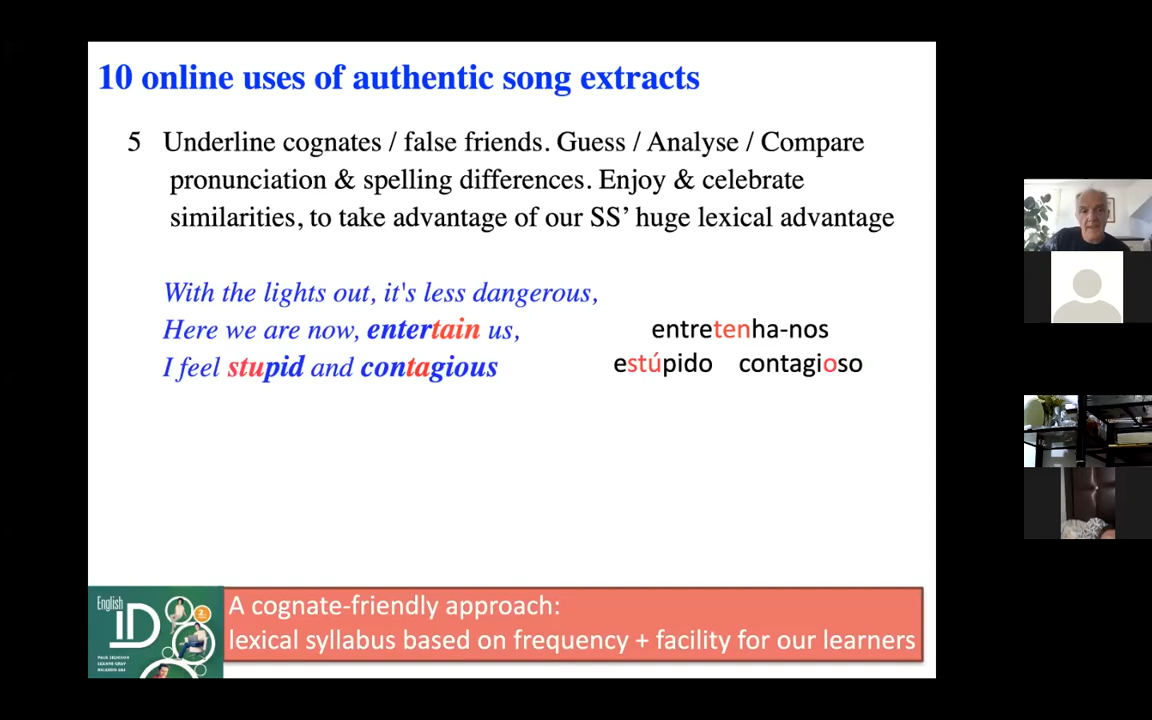 10 online uses of authentic song extracts
5 Underline cognates / false friends. Guess / Analyse / Compare
pronunciation & spelling differences. Enjoy & celebrate
similarities, to take advantage of our SS’ huge lexical advantage
With the lights out, it's less dangerous,
Here we are now, entertain us,
entretenha-nos
I feel stupid and contagious
estúpido contagioso
English
iD
2
A cognate-friendly approach:
lexical syllabus based on frequency + facility for our learners